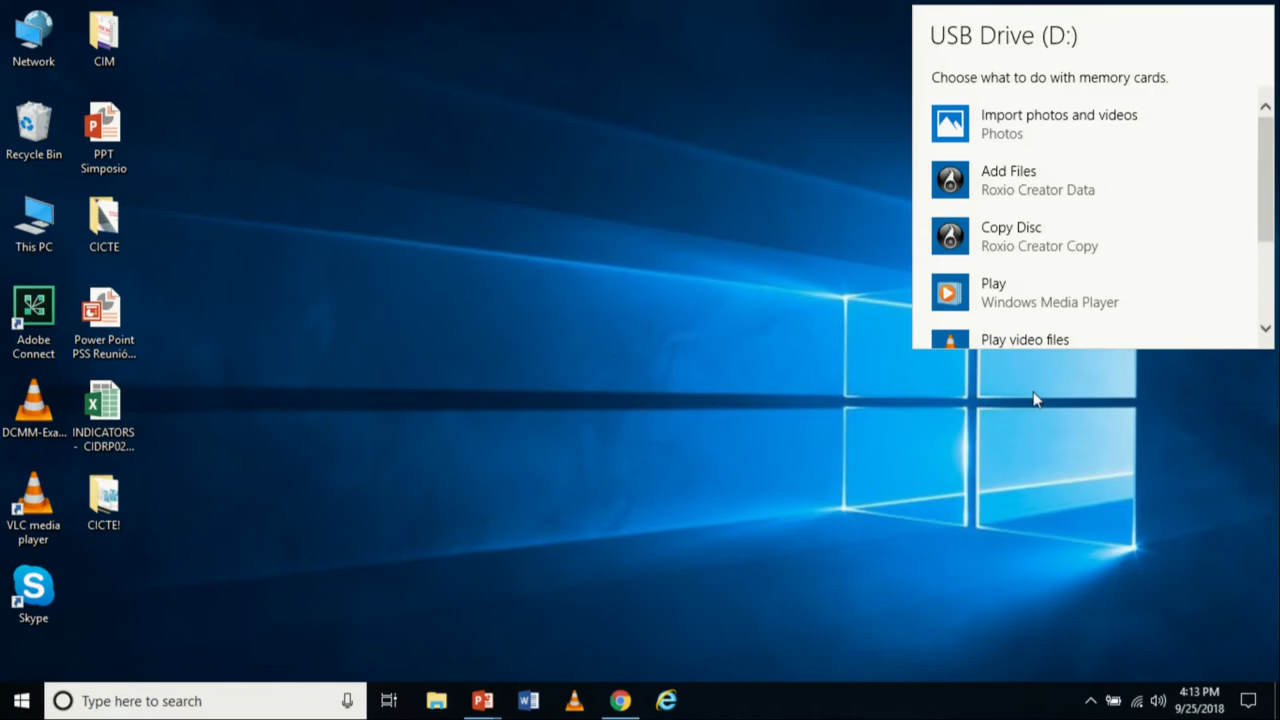 Network
CIM
Recycle Bin
PPT
Simposio
This PC
CICTE
Adobe
Connect
Power Point
PSS Reunió...
DCMM-Exa...
INDICATORS
- CIDRP02...
VLC media
player
CICTE!
Skype
USB Drive (D:)
Choose what to do with memory cards.
Import photos and videos
Photos
Add Files
Roxio Creator Data
Copy Disc
Roxio Creator Copy
Play
Windows Media Player
Play video files
Type here to search
4:13 PM
9/25/2018